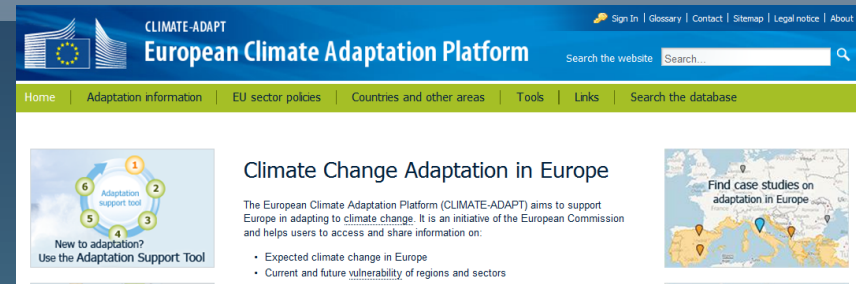 Sign In | Glossary | Contact | Sitemap | Legal notice | About
CLIMATE-ADAPT
European Climate Adaptation Platform
Search the website Search...
Home | Adaptation information | EU sector policies | Countries and other areas | Tools | Links | Search the database
1
2
3
4
5
6
Adaptation
support tool
New to adaptation?
Use the Adaptation Support Tool
Climate Change Adaptation in Europe
The European Climate Adaptation Platform (CLIMATE-ADAPT) aims to support
Europe in adapting to climate change. It is an initiative of the European Commission
and helps users to access and share information on:
• Expected climate change in Europe
• Current and future vulnerability of regions and sectors
Find case studies on
adaptation in Europe